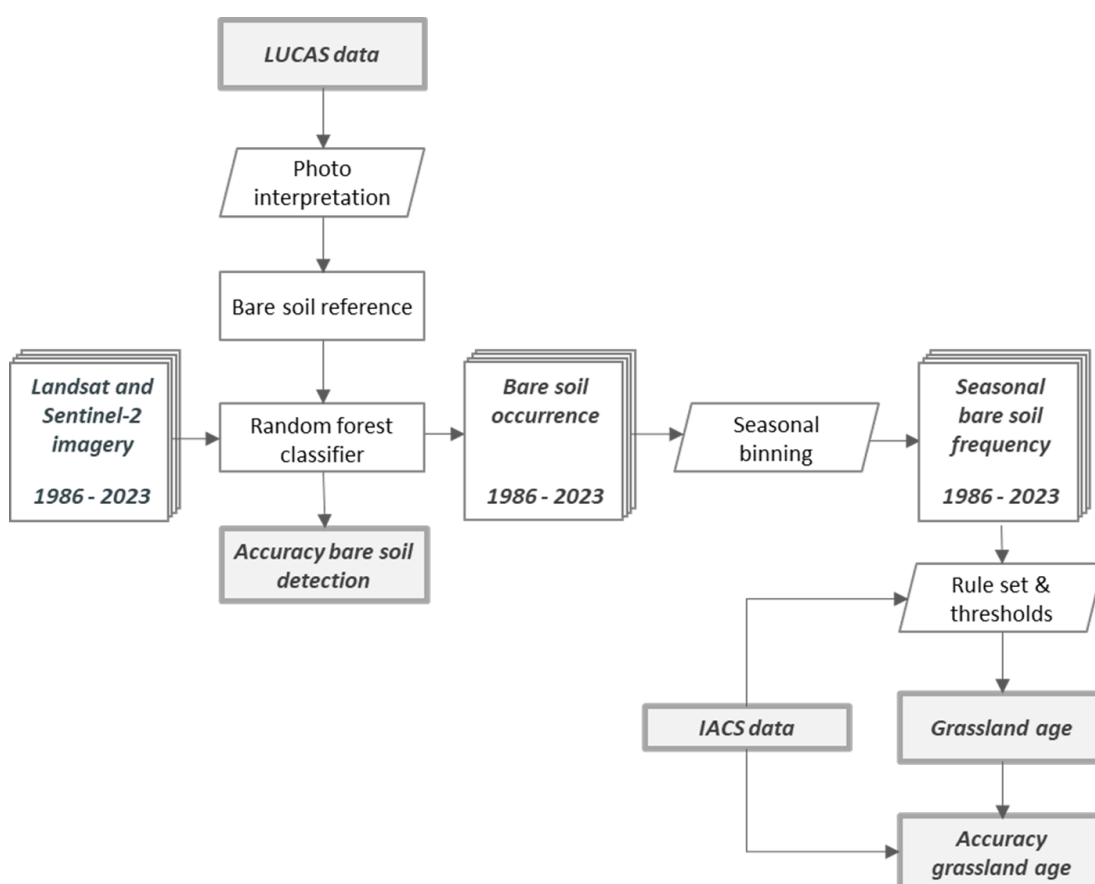 LUCAS data
Photo
interpretation
Bare soil reference
Landsat and
Sentinel-2
imagery
1986 - 2023
Random forest
classifier
Bare soil
occurrence
1986 - 2023
Seasonal
binning
Seasonal
bare soil
frequency
1986 - 2023
Accuracy bare soil
detection
Rule set &
thresholds
IACS data
Grassland age
Accuracy
grassland age